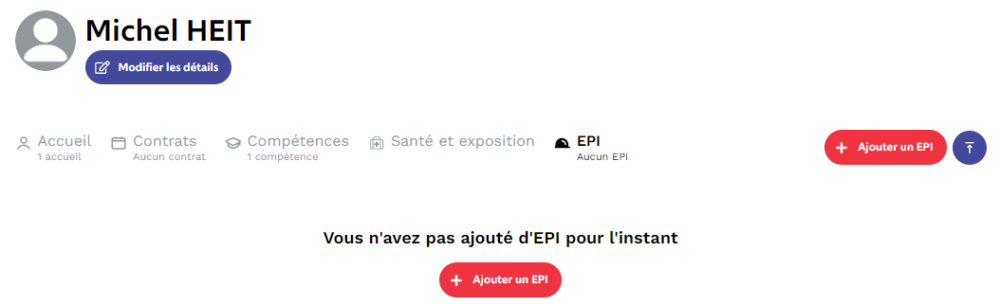 Michel HEIT
Modifier les détails
Accueil
1 accueil
Contrats
Aucun contrat
Compétences
1 compétence
Santé et exposition
EPI
Aucun EPI
Ajouter un EPI
Vous n'avez pas ajouté d'EPI pour l'instant
Ajouter un EPI